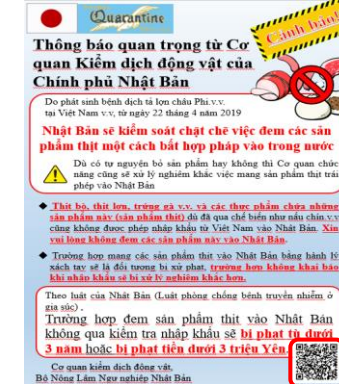 Quarantine
Cảnh báo!
Thông báo quan trọng từ Cơ
quan Kiểm dịch động vật của
Chính phủ Nhật Bản
Do phát sinh bệnh dịch tả lợn châu Phi.v.v.
tại Việt Nam v.v, từ ngày 22 tháng 4 năm 2019
Nhật Bản sẽ kiểm soát chặt chẽ việc đem các sản
phẩm thịt một cách bất hợp pháp vào trong nước
Dù có tự nguyện bỏ sản phẩm hay không thì Cơ quan chức
năng cũng sẽ xử lý nghiêm khắc việc mang sản phẩm thịt trái
phép vào Nhật Bản
◆ Thịt bò, thịt lợn, trứng gà v.v. và các thực phẩm chứa những
sản phẩm này (sản phẩm thịt) dù đã qua chế biến như nấu chín.v.v
cũng không được phép nhập khẩu từ Việt Nam vào Nhật Bản. Xin
vui lòng không đem các sản phẩm này vào Nhật Bản.
◆ Trường hợp mang các sản phẩm thịt vào Nhật Bản bằng hành lý
xách tay sẽ là đối tượng bị xử phạt, trường hợp không khai báo
khi nhập khẩu sẽ bị xử lý nghiêm khắc hơn.
Theo luật của Nhật Bản (Luật phòng chống bệnh truyền nhiễm ở
gia súc) .
Trường hợp đem sản phẩm thịt vào Nhật Bản
không qua kiểm tra nhập khẩu sẽ bị phạt tù dưới
3 năm hoặc bị phạt tiền dưới 3 triệu Yên.
Cơ quan kiểm dịch động vật,
Bộ Nông Lâm Ngư nghiệp Nhật Bản